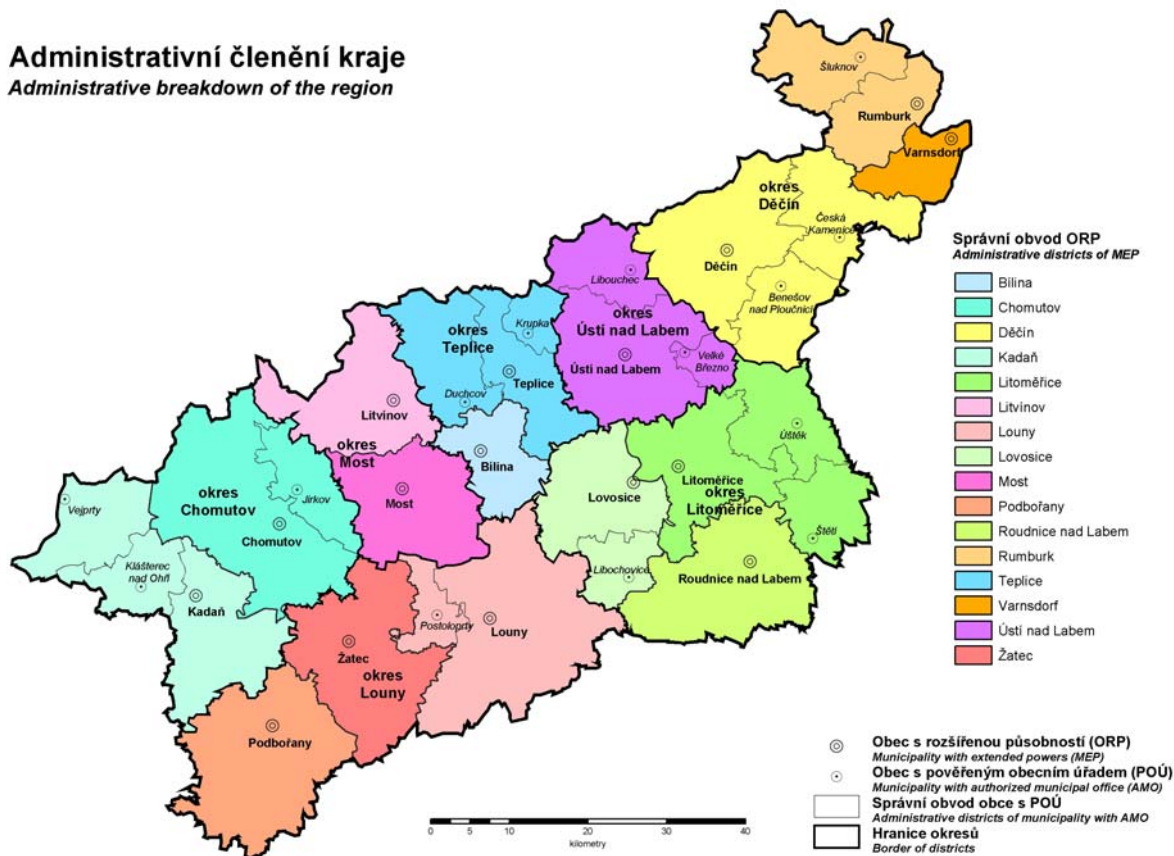 Administrativní členění kraje
Administrative breakdown of the region
Šluknov
Rumburk
Varnsdorf
okres
Děčín
Česká
Kamenice
Děčín
Benešov
nad Ploučnicí
Libouchec
okres
Ústí nad Labem
Velké
Březno
Ústí nad Labem
okres
Teplice
Krupka
Teplice
Duchcov
Litvínov
okres
Most
Bílina
Most
Úštěk
Litoměřice
okres
Litoměřice
Lovosice
Štětí
Libochovice
Roudnice nad Labem
okres
Chomutov
Jirkov
Chomutov
Vejprty
Klášterec
nad Ohří
Kadaň
Postoloprty
Louny
Žatec
okres
Louny
Podbořany
Správní obvod ORP
Administrative districts of MEP
Bílina
Chomutov
Děčín
Kadaň
Litoměřice
Litvínov
Louny
Lovosice
Most
Podbořany
Roudnice nad Labem
Rumburk
Teplice
Varnsdorf
Ústí nad Labem
Žatec
Obec s rozšířenou působností (ORP)
Municipality with extended powers (MEP)
Obec s pověřeným obecním úřadem (POÚ)
Municipality with authorized municipal office (AMO)
Správní obvod obce s POÚ
Administrative districts of municipality with AMO
Hranice okresů
Border of districts
0 5 10 20 30 40
kilometry